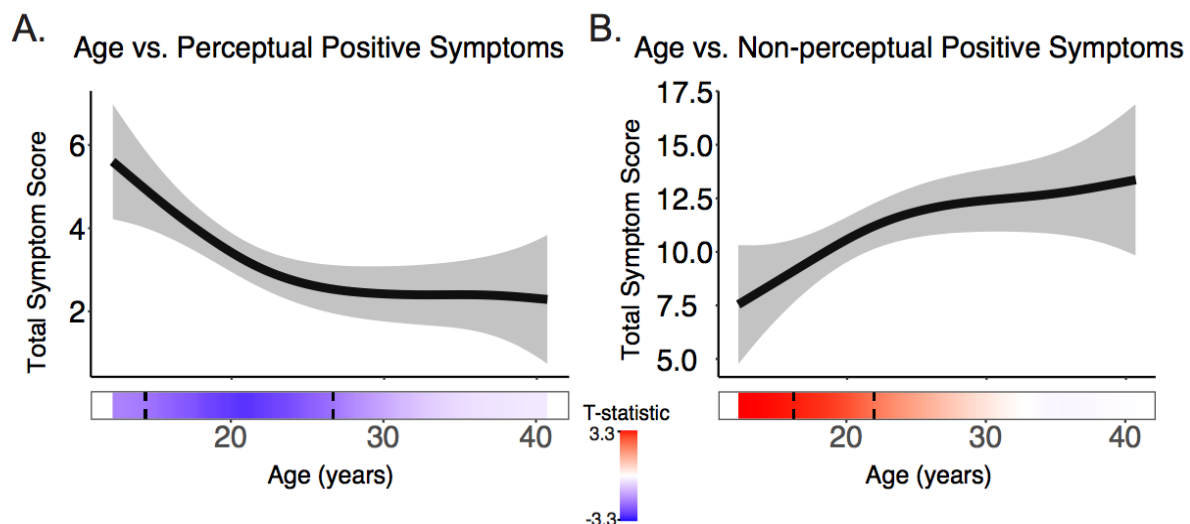 A.
Age vs. Perceptual Positive Symptoms
Total Symptom Score
6
4
2
20 30 40
Age (years)
T-statistic
3.3
-3.3
B.
Age vs. Non-perceptual Positive Symptoms
Total Symptom Score
17.5
15.0
12.5
10.0
7.5
5.0
20 30 40
Age (years)